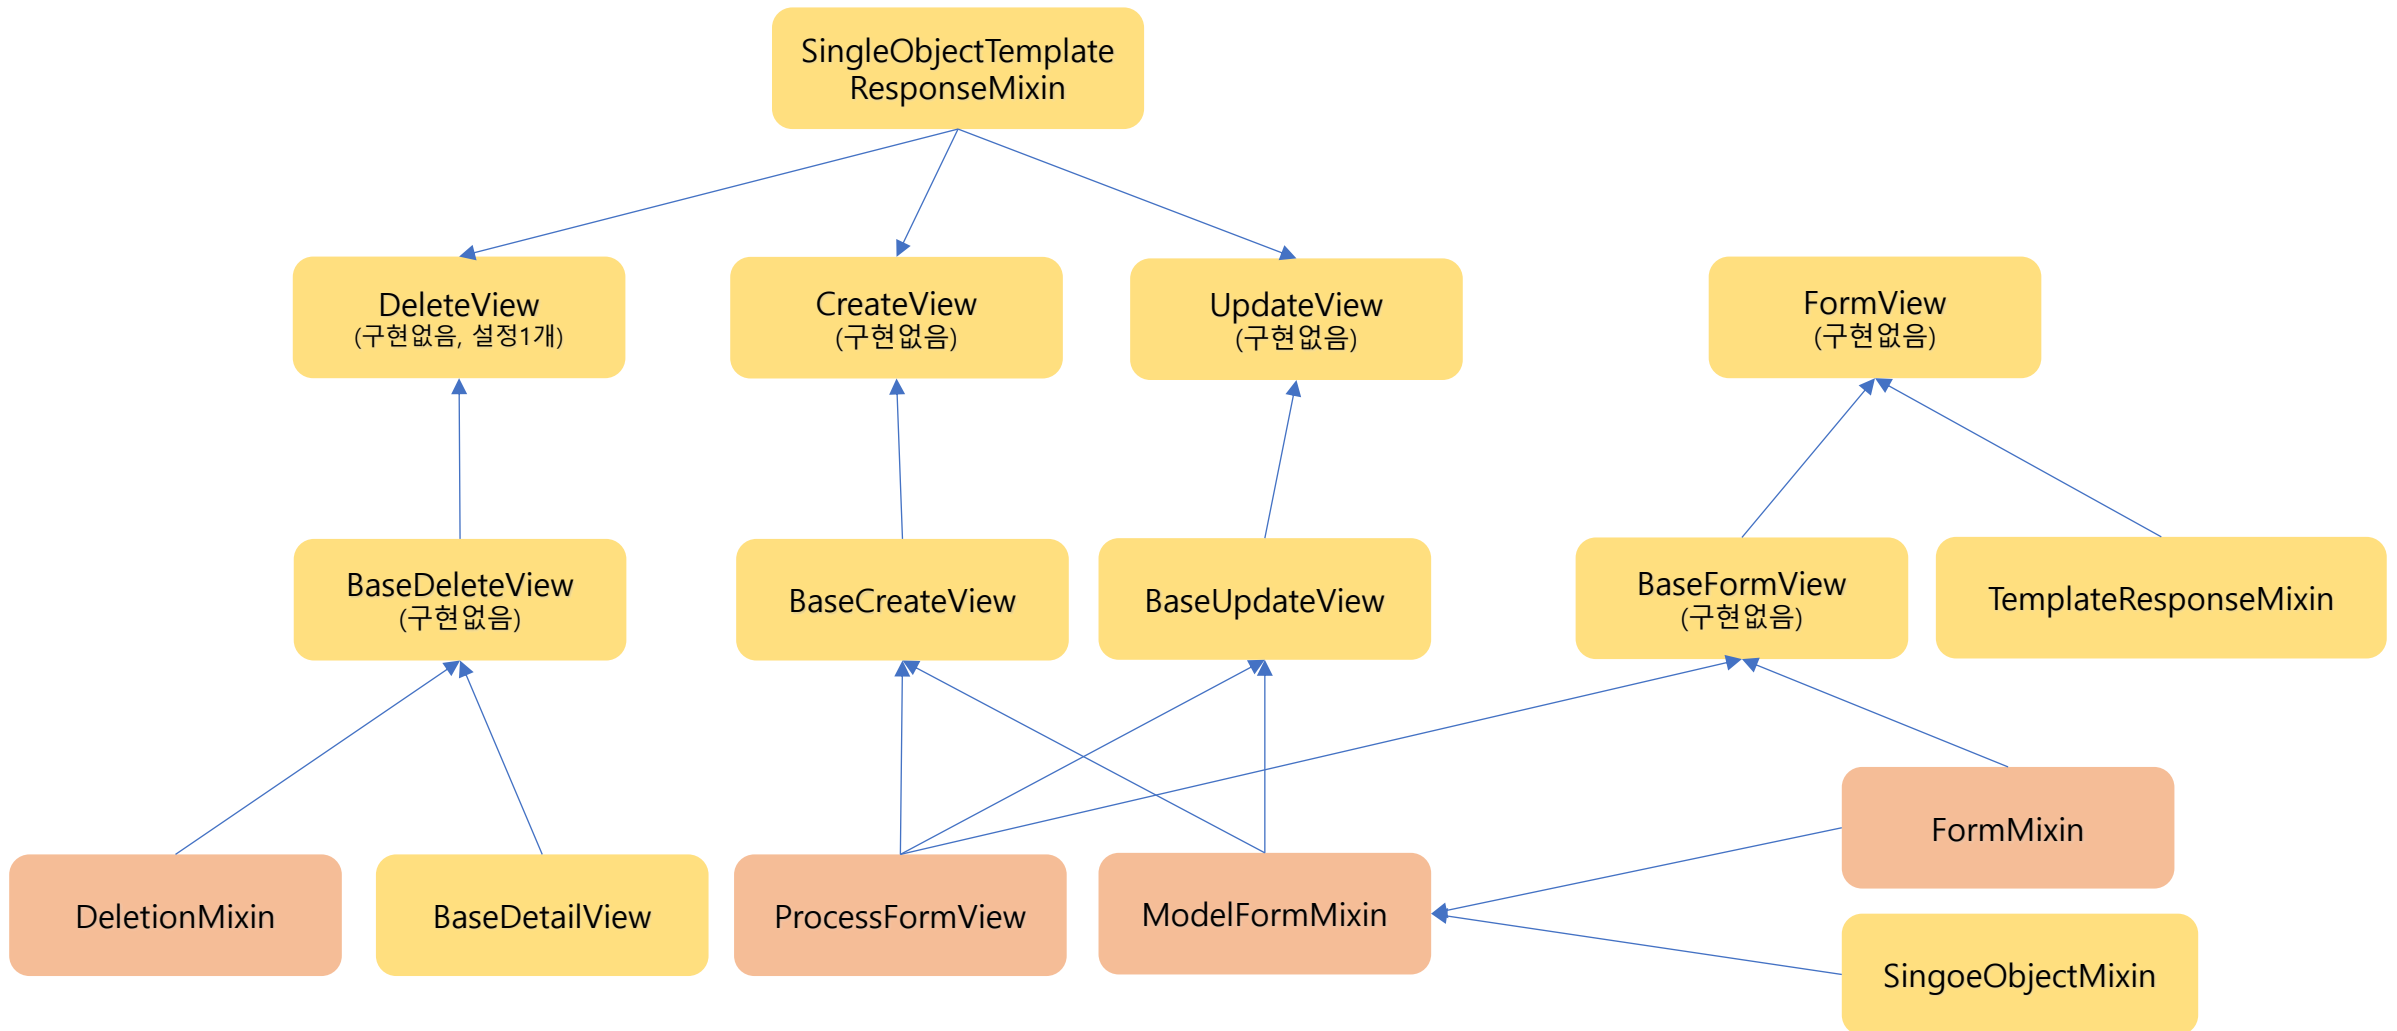 SingleObjectTemplate
ResponseMixin
DeleteView
(구현없음, 설정1개)
CreateView
(구현없음)
UpdateView
(구현없음)
FormView
(구현없음)
BaseDeleteView
(구현없음)
BaseCreateView
BaseUpdateView
BaseFormView
(구현없음)
TemplateResponseMixin
FormMixin
DeletionMixin
BaseDetailView
ProcessFormView
ModelFormMixin
SingoeObjectMixin